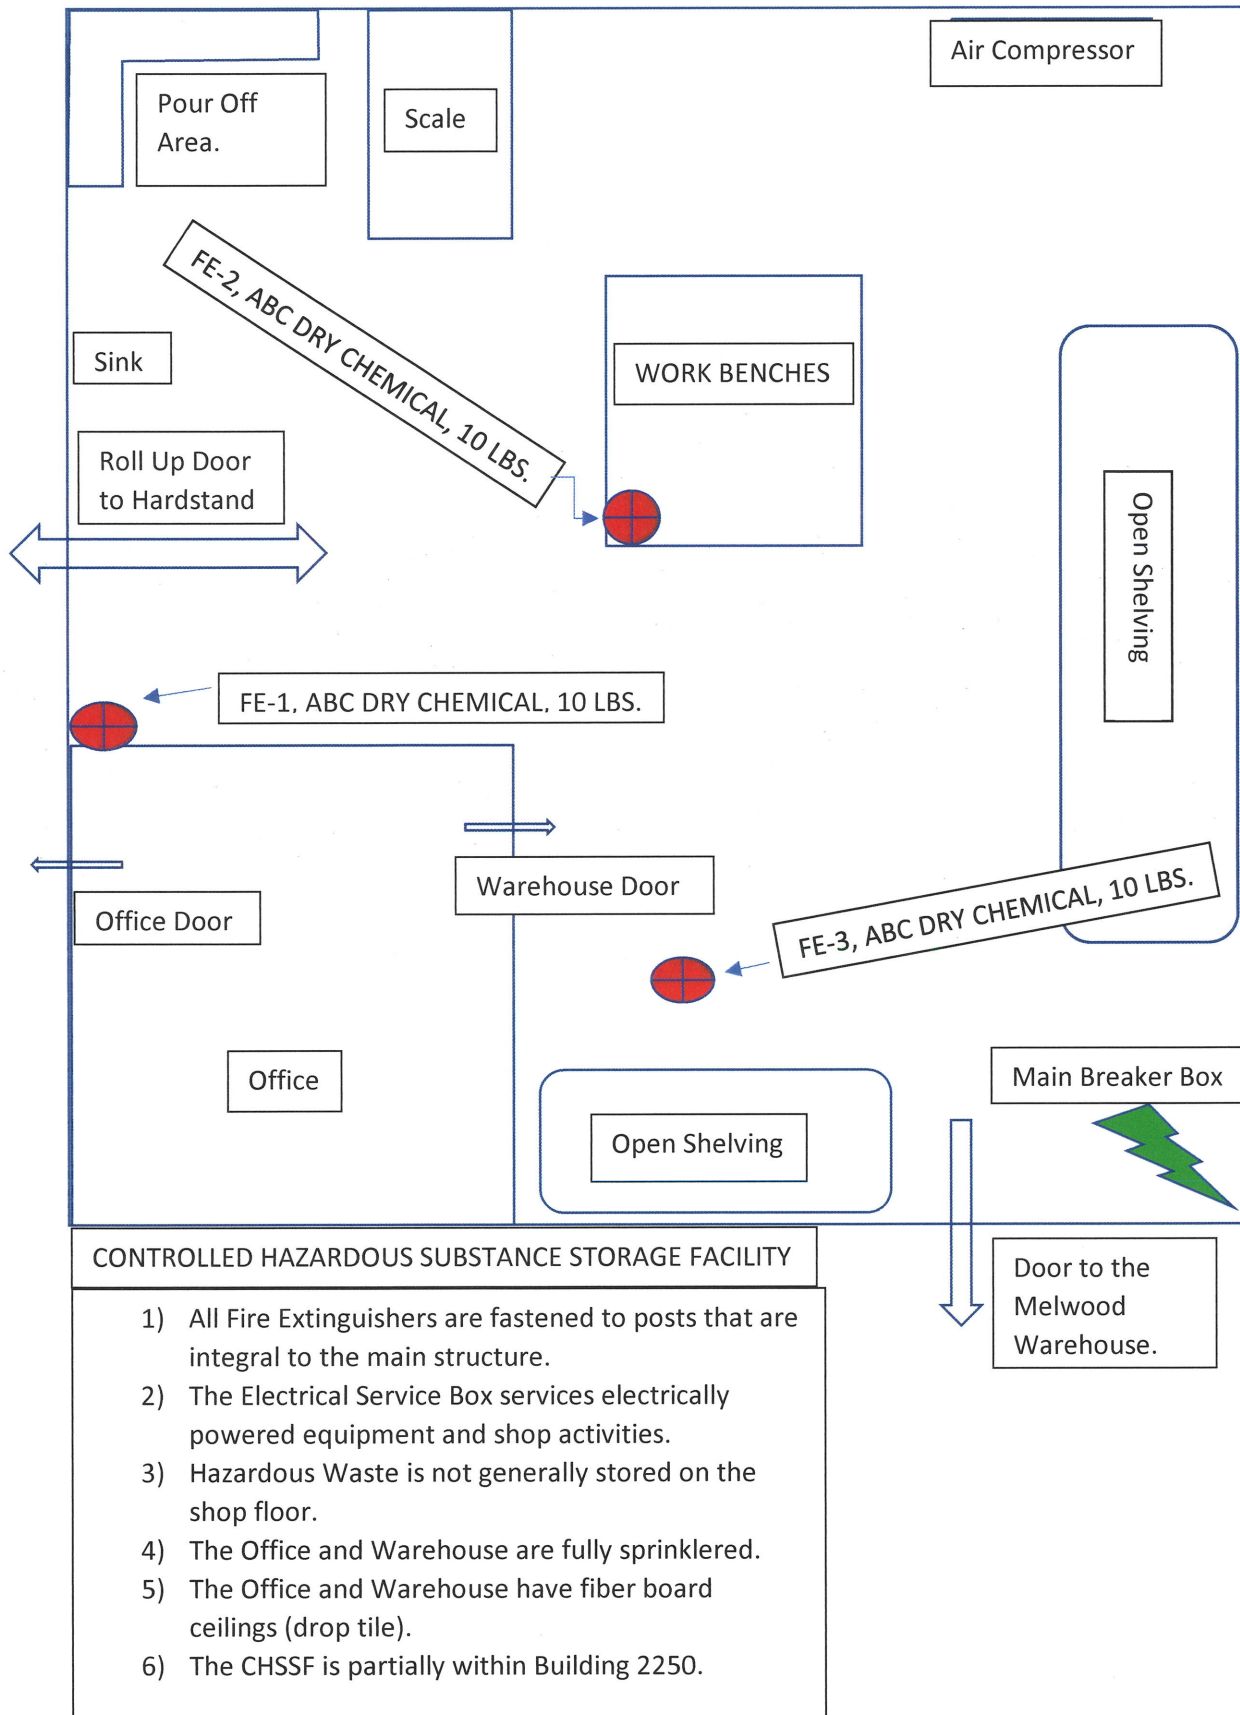 Air Compressor
Pour Off
Area.
Scale
FE-2, ABC DRY CHEMICAL, 10 LBS.
Sink
WORK BENCHES
Roll Up Door
to Hardstand
Open Shelving
FE-1, ABC DRY CHEMICAL, 10 LBS.
Warehouse Door
Office Door
FE-3, ABC DRY CHEMICAL, 10 LBS.
Office
Main Breaker Box
Open Shelving
CONTROLLED HAZARDOUS SUBSTANCE STORAGE FACILITY
Door to the
Melwood
Warehouse.
1) All Fire Extinguishers are fastened to posts that are
integral to the main structure.
2) The Electrical Service Box services electrically
powered equipment and shop activities.
3) Hazardous Waste is not generally stored on the
shop floor.
4) The Office and Warehouse are fully sprinklered.
5) The Office and Warehouse have fiber board
ceilings (drop tile).
6) The CHSSF is partially within Building 2250.